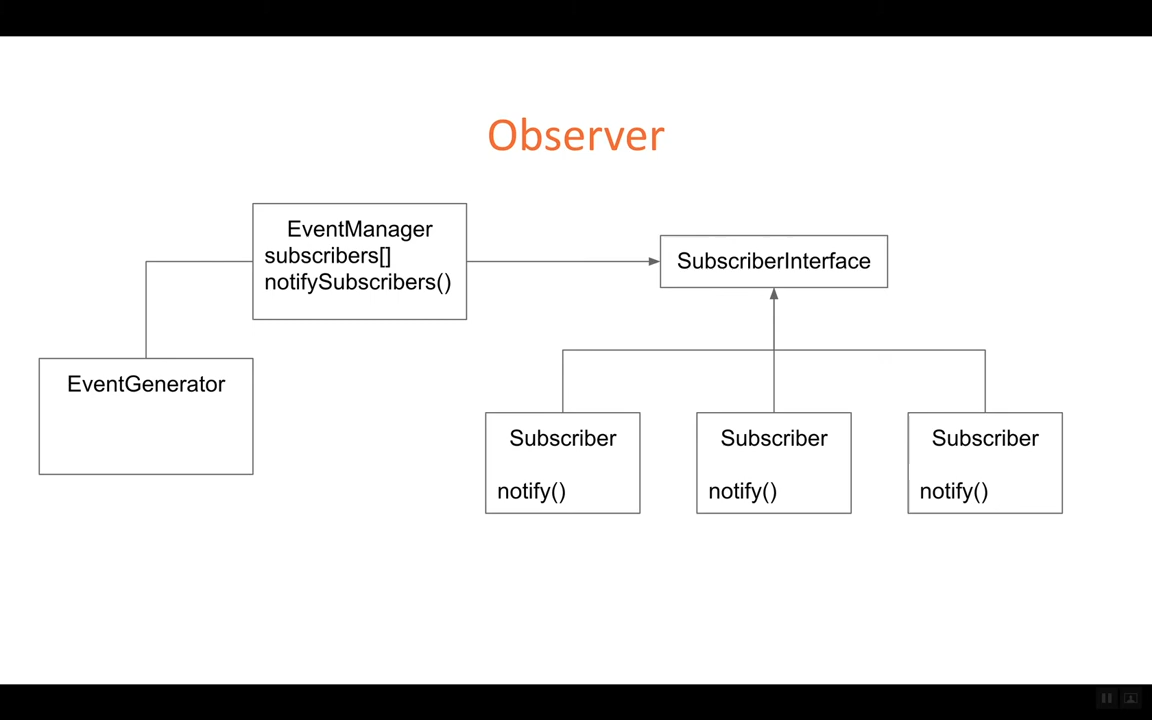 Observer
EventManager
subscribers[]
notifySubscribers()
SubscriberInterface
EventGenerator
Subscriber
notify()
Subscriber
notify()
Subscriber
notify()